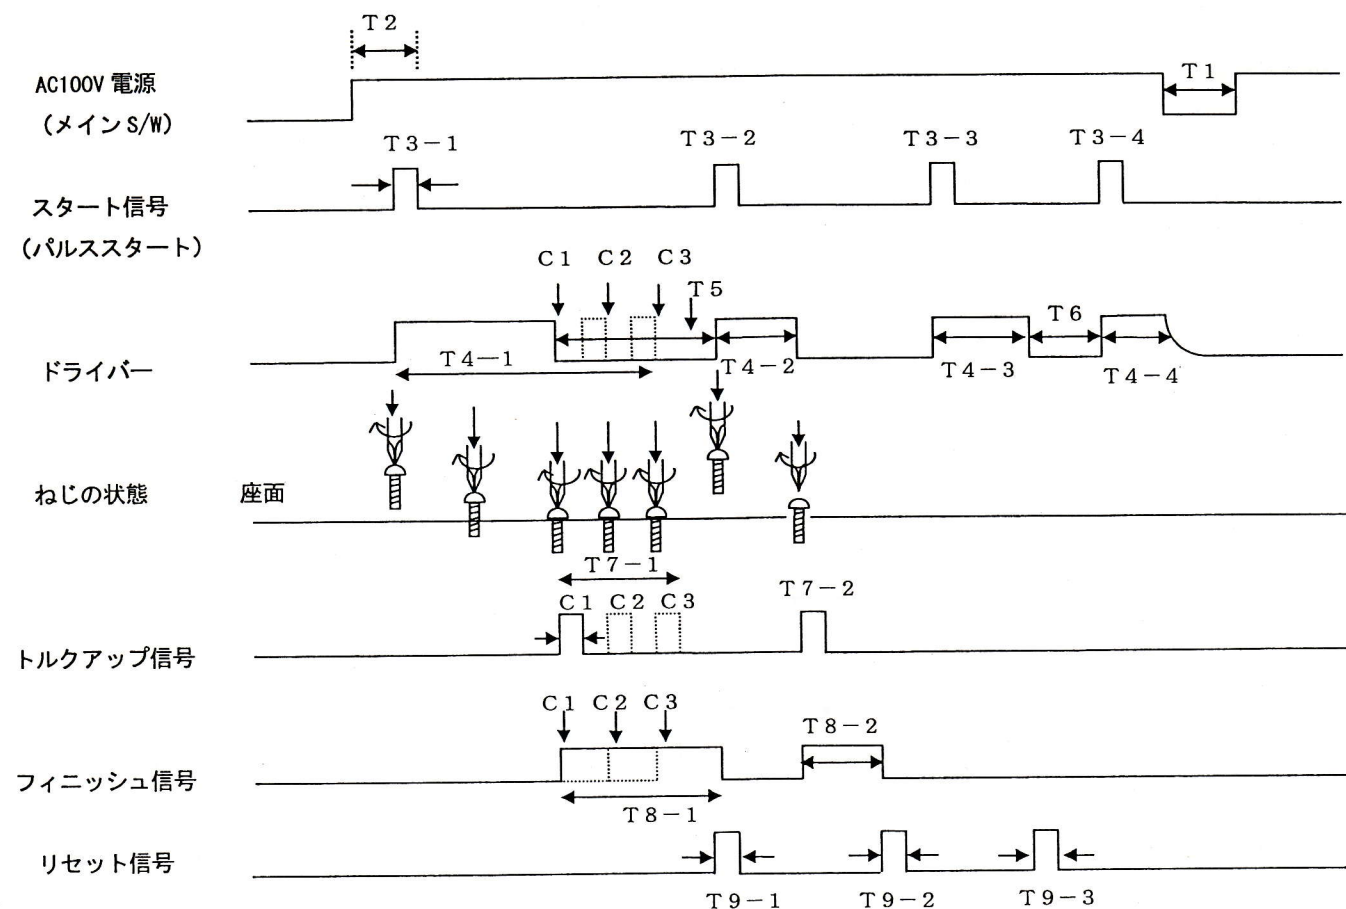 T2
AC100V 電源
(メイン S/W)
T1
T3－1
T3－2
T3－3
T3－4
スタート信号
(パルススタート)
C1
C2
C3
T5
T6
ドライバー
T4－1
T4－2
T4－3
T4－4
ねじの状態
座面
T7－1
C1
C2
C3
T7－2
トルクアップ信号
C1
C2
C3
T8－2
フィニッシュ信号
T8－1
リセット信号
T9－1
T9－2
T9－3